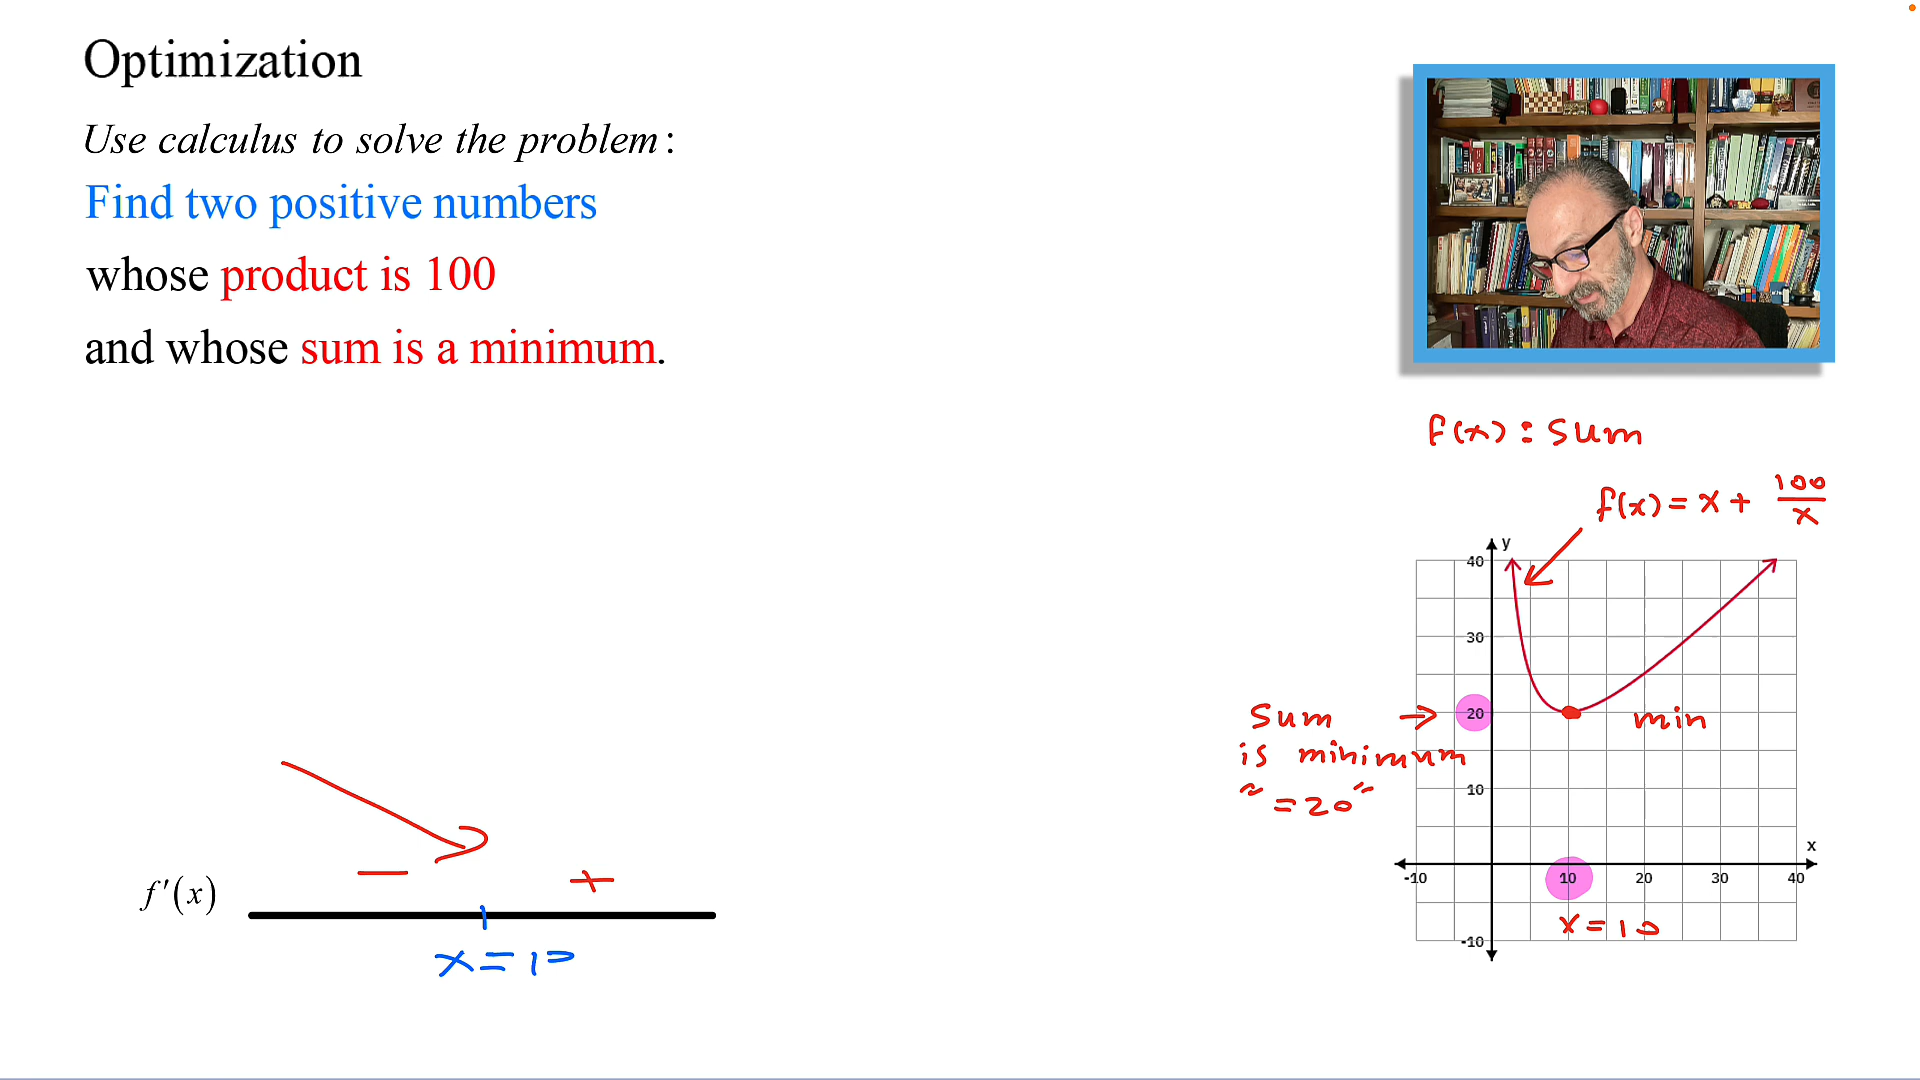 Optimization
Use calculus to solve the problem:
Find two positive numbers
whose product is 100
and whose sum is a minimum.
f(x) : sum
f(x) = x + 100/x
y
40
30
20
10
-10
-10
10
20
30
40
x
sum →
is minimum
" = 20"
min
x = 10
f'(x)
− +
x = 10